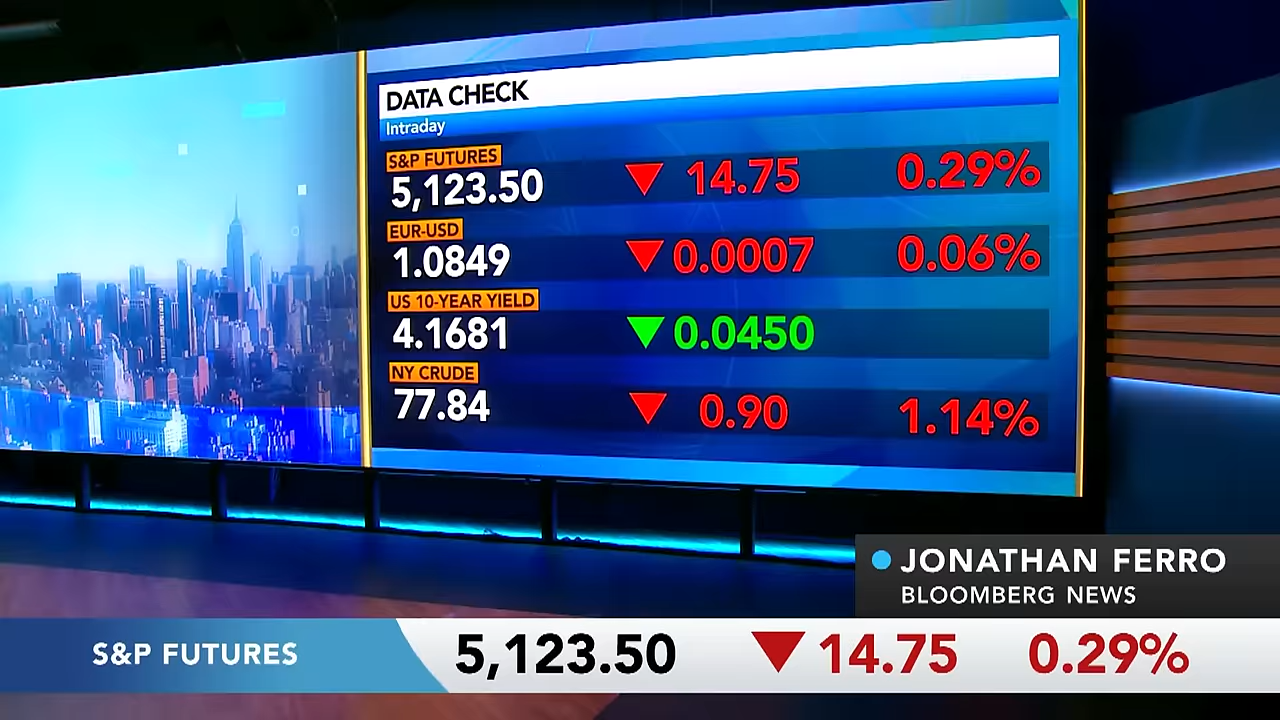 DATA CHECK
Intraday
S&P FUTURES
5,123.50 ▼ 14.75 0.29%
EUR-USD
1.0849 ▼ 0.0007 0.06%
US 10-YEAR YIELD
4.1681 ▼ 0.0450
NY CRUDE
77.84 ▼ 0.90 1.14%
JONATHAN FERRO
BLOOMBERG NEWS
S&P FUTURES 5,123.50 ▼ 14.75 0.29%